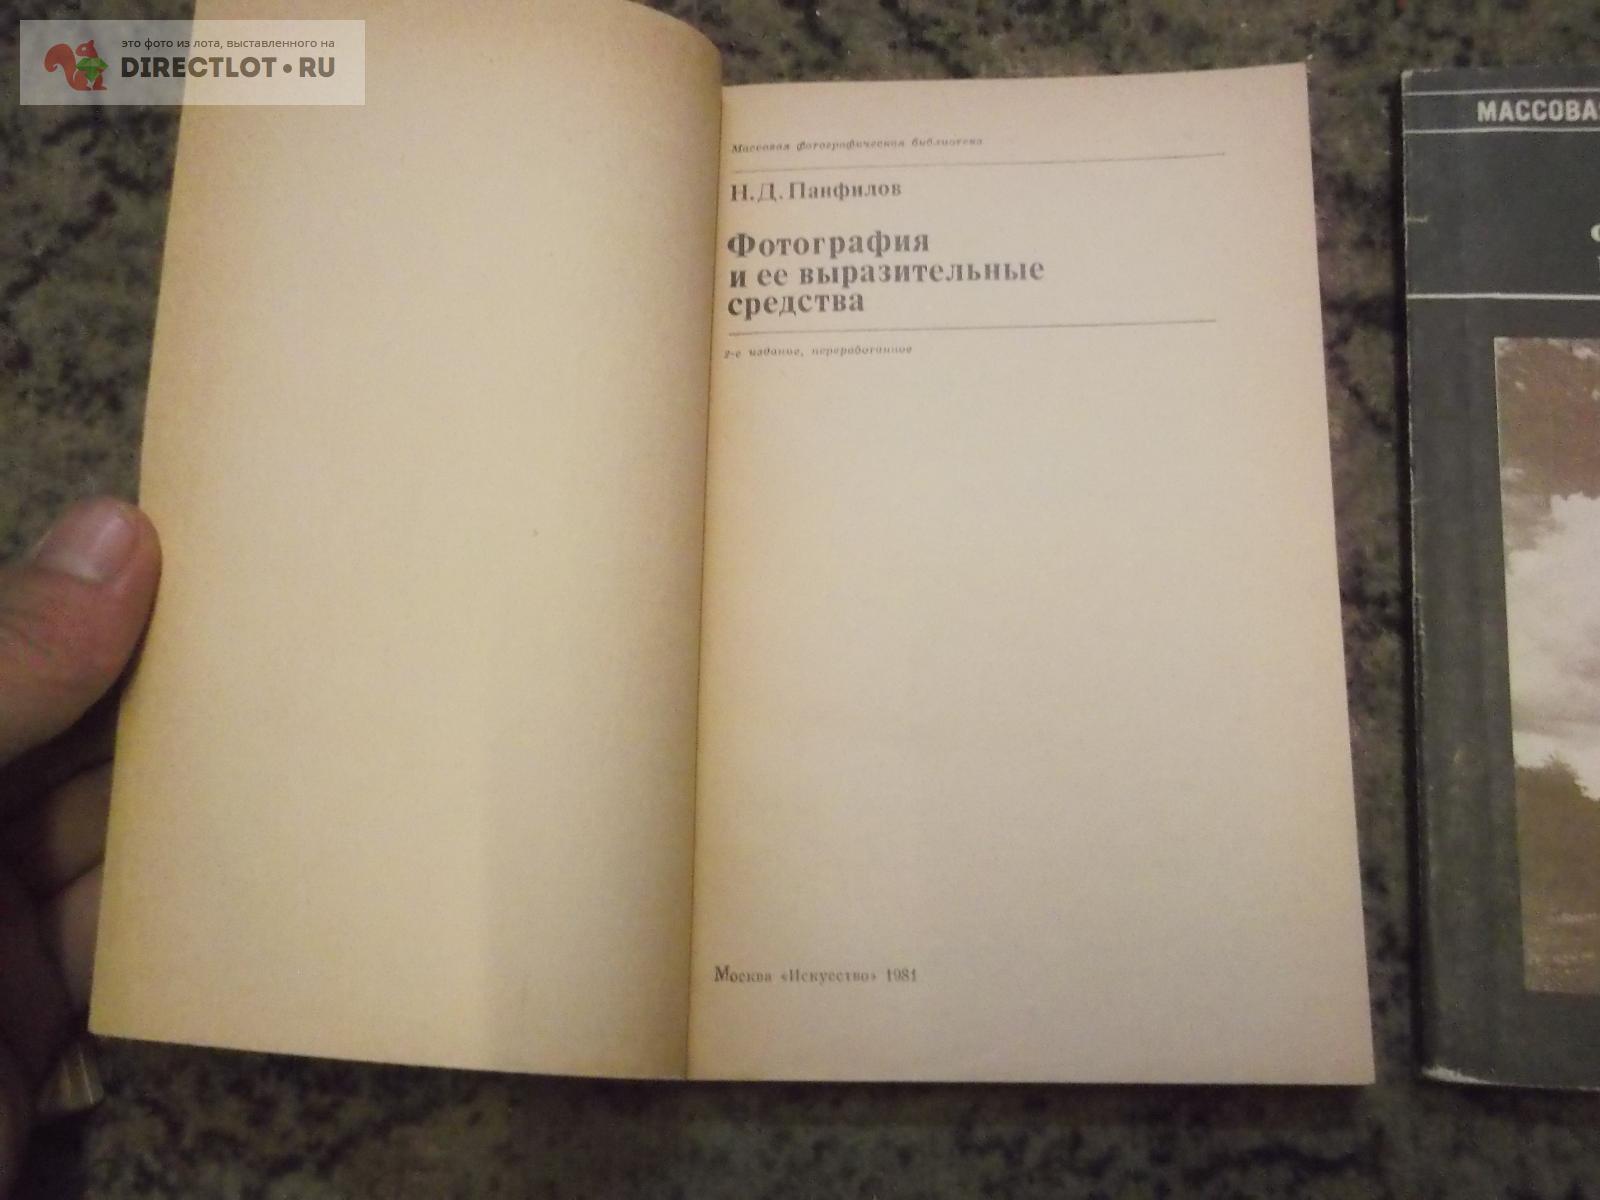 это фото из лота, выставленного на
DIRECTLOT•RU
Массовая фотографическая библиотека
Н.Д.Панфилов
Фотография
и ее выразительные
средства
2-е издание, переработанное
Москва «Искусство» 1981
МАССОВАЯ